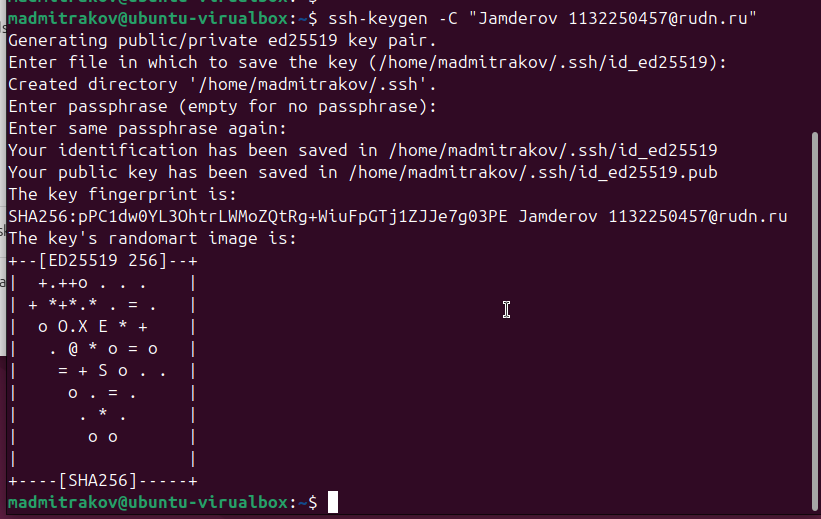 madmitrakov@ubuntu-virualbox:~$ ssh-keygen -C "Jamderov 1132250457@rudn.ru"
Generating public/private ed25519 key pair.
Enter file in which to save the key (/home/madmitrakov/.ssh/id_ed25519):
Created directory '/home/madmitrakov/.ssh'.
Enter passphrase (empty for no passphrase):
Enter same passphrase again:
Your identification has been saved in /home/madmitrakov/.ssh/id_ed25519
Your public key has been saved in /home/madmitrakov/.ssh/id_ed25519.pub
The key fingerprint is:
SHA256:pPC1dw0YL3OhtrLWMoZQtRg+WiuFpGTj1ZJJe7g03PE Jamderov 1132250457@rudn.ru
The key's randomart image is:
+--[ED25519 256]--+
|  +.++o . . .    |
| + *+*.* . = .   |
|  o O.X E * +    |
|   . @ * o = o   |
|    = + S o . .  |
|     o . = .     |
|      . * .      |
|       o o       |
|                 |
+----[SHA256]-----+
madmitrakov@ubuntu-virualbox:~$